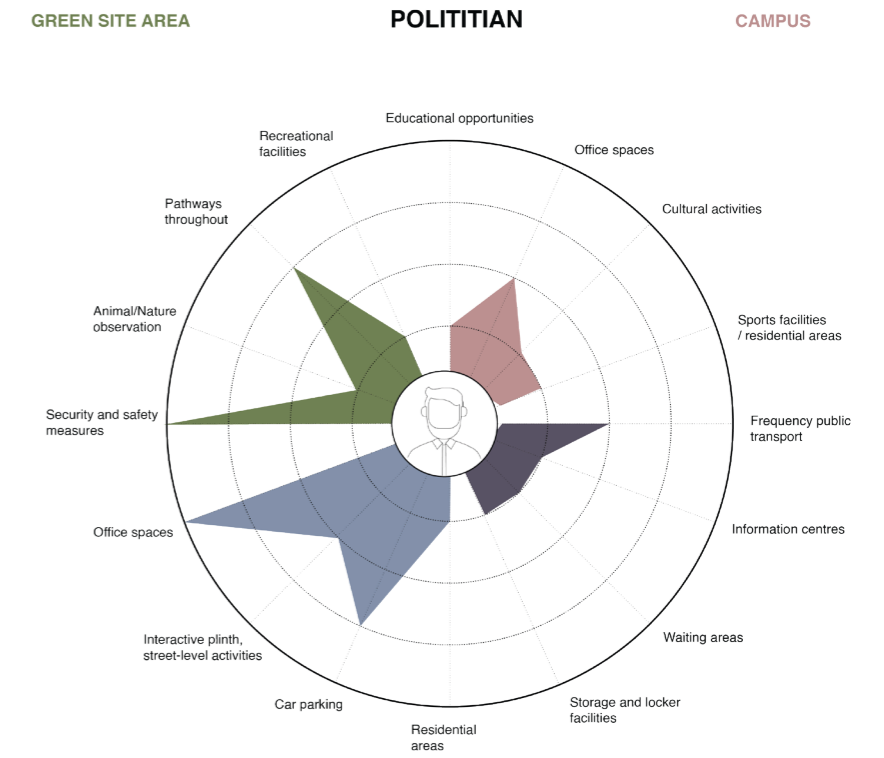 GREEN SITE AREA
POLITITIAN
CAMPUS
Educational opportunities
Recreational
facilities
Office spaces
Pathways
throughout
Cultural activities
Animal/Nature
observation
Sports facilities
/ residential areas
Security and safety
measures
Frequency public
transport
Office spaces
Information centres
Interactive plinth,
street-level activities
Waiting areas
Car parking
Storage and locker
facilities
Residential
areas